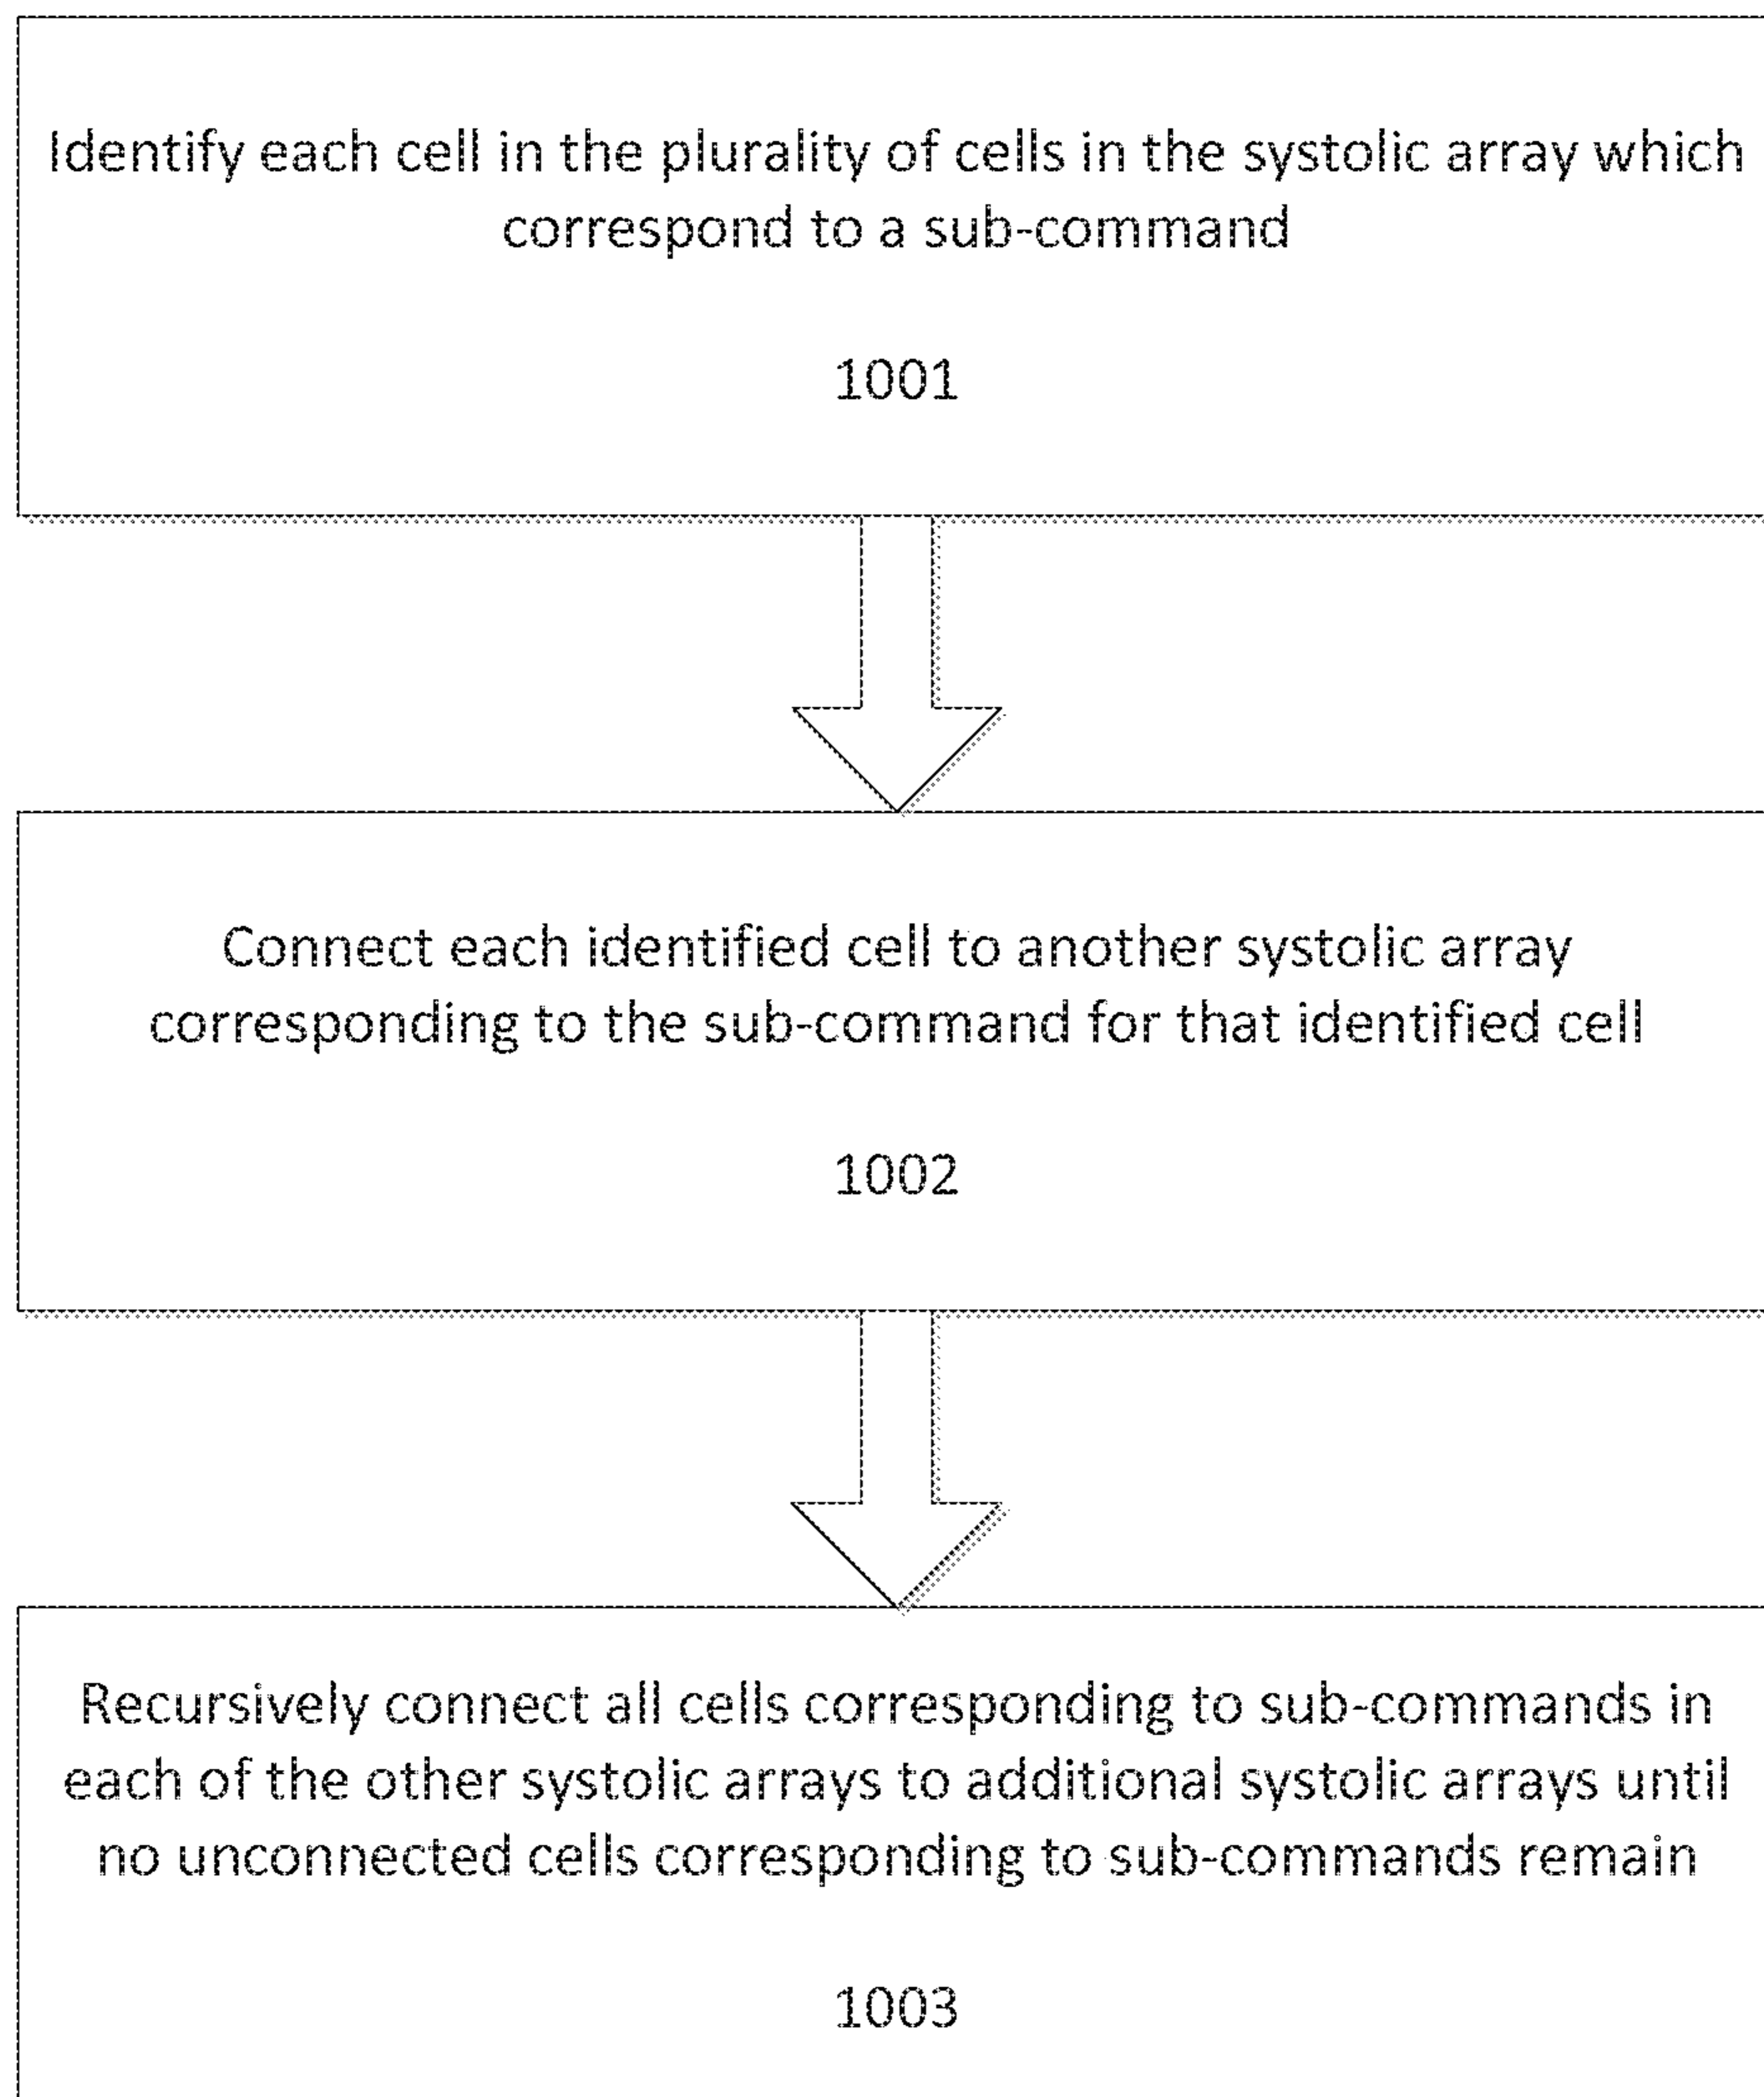 Identify each cell in the plurality of cells in the systolic array which
correspond to a sub-command
1001
Connect each identified cell to another systolic array
corresponding to the sub-command for that identified cell
1002
Recursively connect all cells corresponding to sub-commands in
each of the other systolic arrays to additional systolic arrays until
no unconnected cells corresponding to sub-commands remain
1003